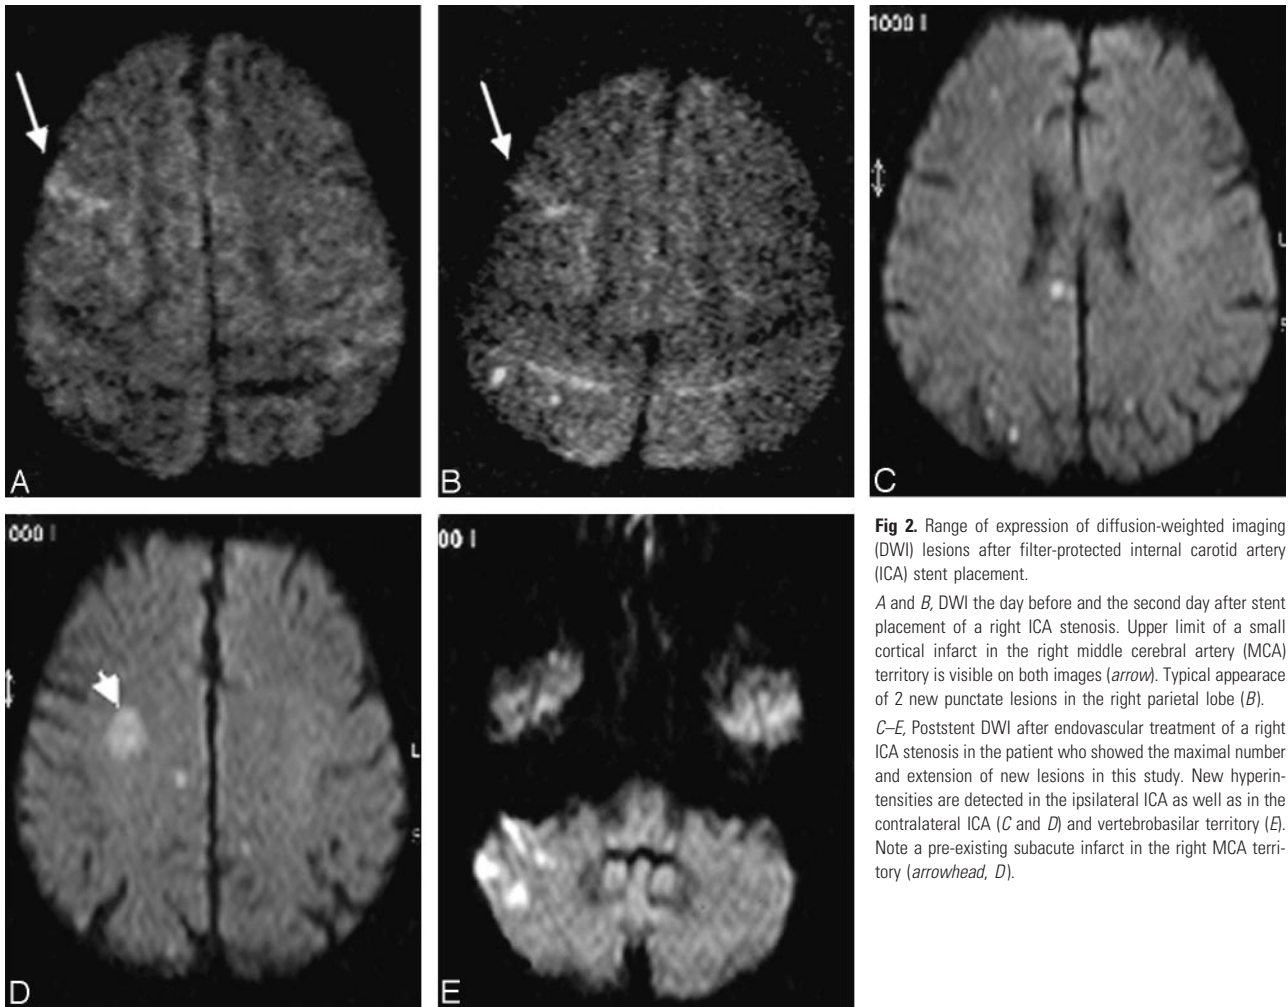 1000 I
L
S
A
B
C
000 I
L
S
D
00 I
E
Fig 2. Range of expression of diffusion-weighted imaging
(DWI) lesions after filter-protected internal carotid artery
(ICA) stent placement.
A and B, DWI the day before and the second day after stent
placement of a right ICA stenosis. Upper limit of a small
cortical infarct in the right middle cerebral artery (MCA)
territory is visible on both images (arrow). Typical appearace
of 2 new punctate lesions in the right parietal lobe (B).
C–E, Poststent DWI after endovascular treatment of a right
ICA stenosis in the patient who showed the maximal number
and extension of new lesions in this study. New hyperin-
tensities are detected in the ipsilateral ICA as well as in the
contralateral ICA (C and D) and vertebrobasilar territory (E).
Note a pre-existing subacute infarct in the right MCA terri-
tory (arrowhead, D).